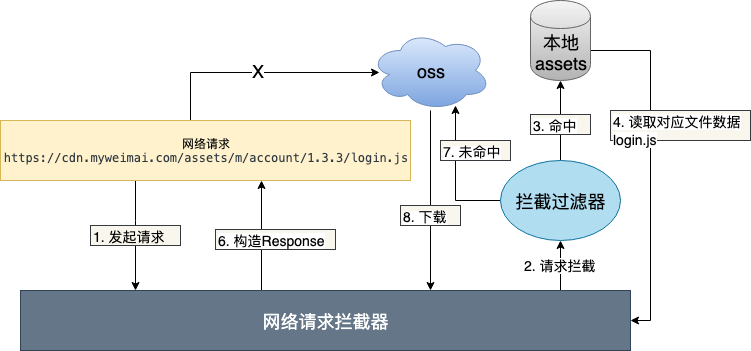 本地
assets
X
oss
网络请求
https://cdn.myweimai.com/assets/m/account/1.3.3/login.js
3. 命中
4. 读取对应文件数据
login.js
7. 未命中
拦截过滤器
8. 下载
1. 发起请求
6. 构造Response
2. 请求拦截
网络请求拦截器